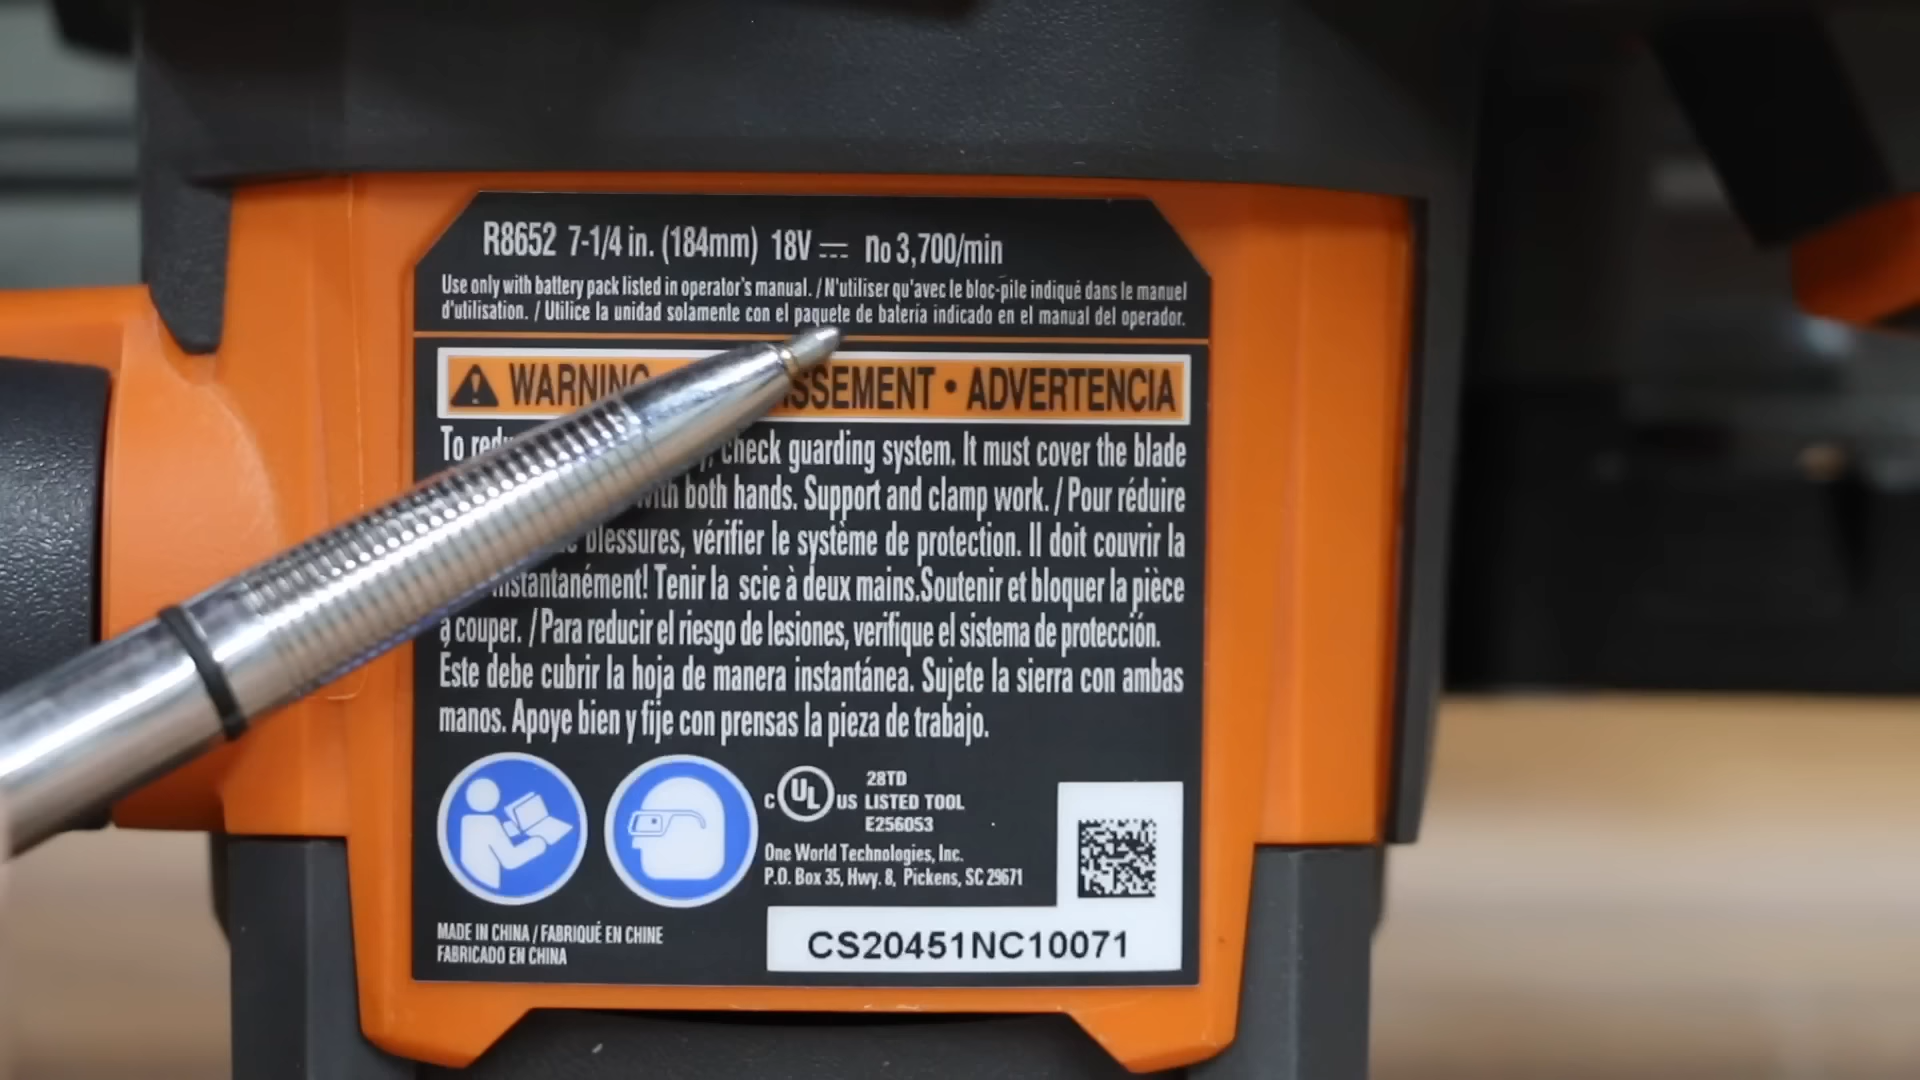 R8652 7-1/4 in. (184mm) 18V ⎓ no 3,700/min
Use only with battery pack listed in operator's manual. / N'utiliser qu'avec le bloc-pile indiqué dans le manuel
d'utilisation. / Utilice la unidad solamente con el paquete de batería indicado en el manual del operador.
⚠ WARNING SSEMENT • ADVERTENCIA
To check guarding system. It must cover the blade
with both hands. Support and clamp work. / Pour réduire
blessures, vérifier le système de protection. Il doit couvrir la
instantanément! Tenir la scie à deux mains.Soutenir et bloquer la pièce
à couper. / Para reducir el riesgo de lesiones, verifique el sistema de protección.
Este debe cubrir la hoja de manera instantánea. Sujete la sierra con ambas
manos. Apoye bien y fije con prensas la pieza de trabajo.
28TD
C UL US LISTED TOOL
E256053
One World Technologies, Inc.
P.O. Box 35, Hwy. 8, Pickens, SC 29671
MADE IN CHINA / FABRIQUÉ EN CHINE
FABRICADO EN CHINA
CS20451NC10071